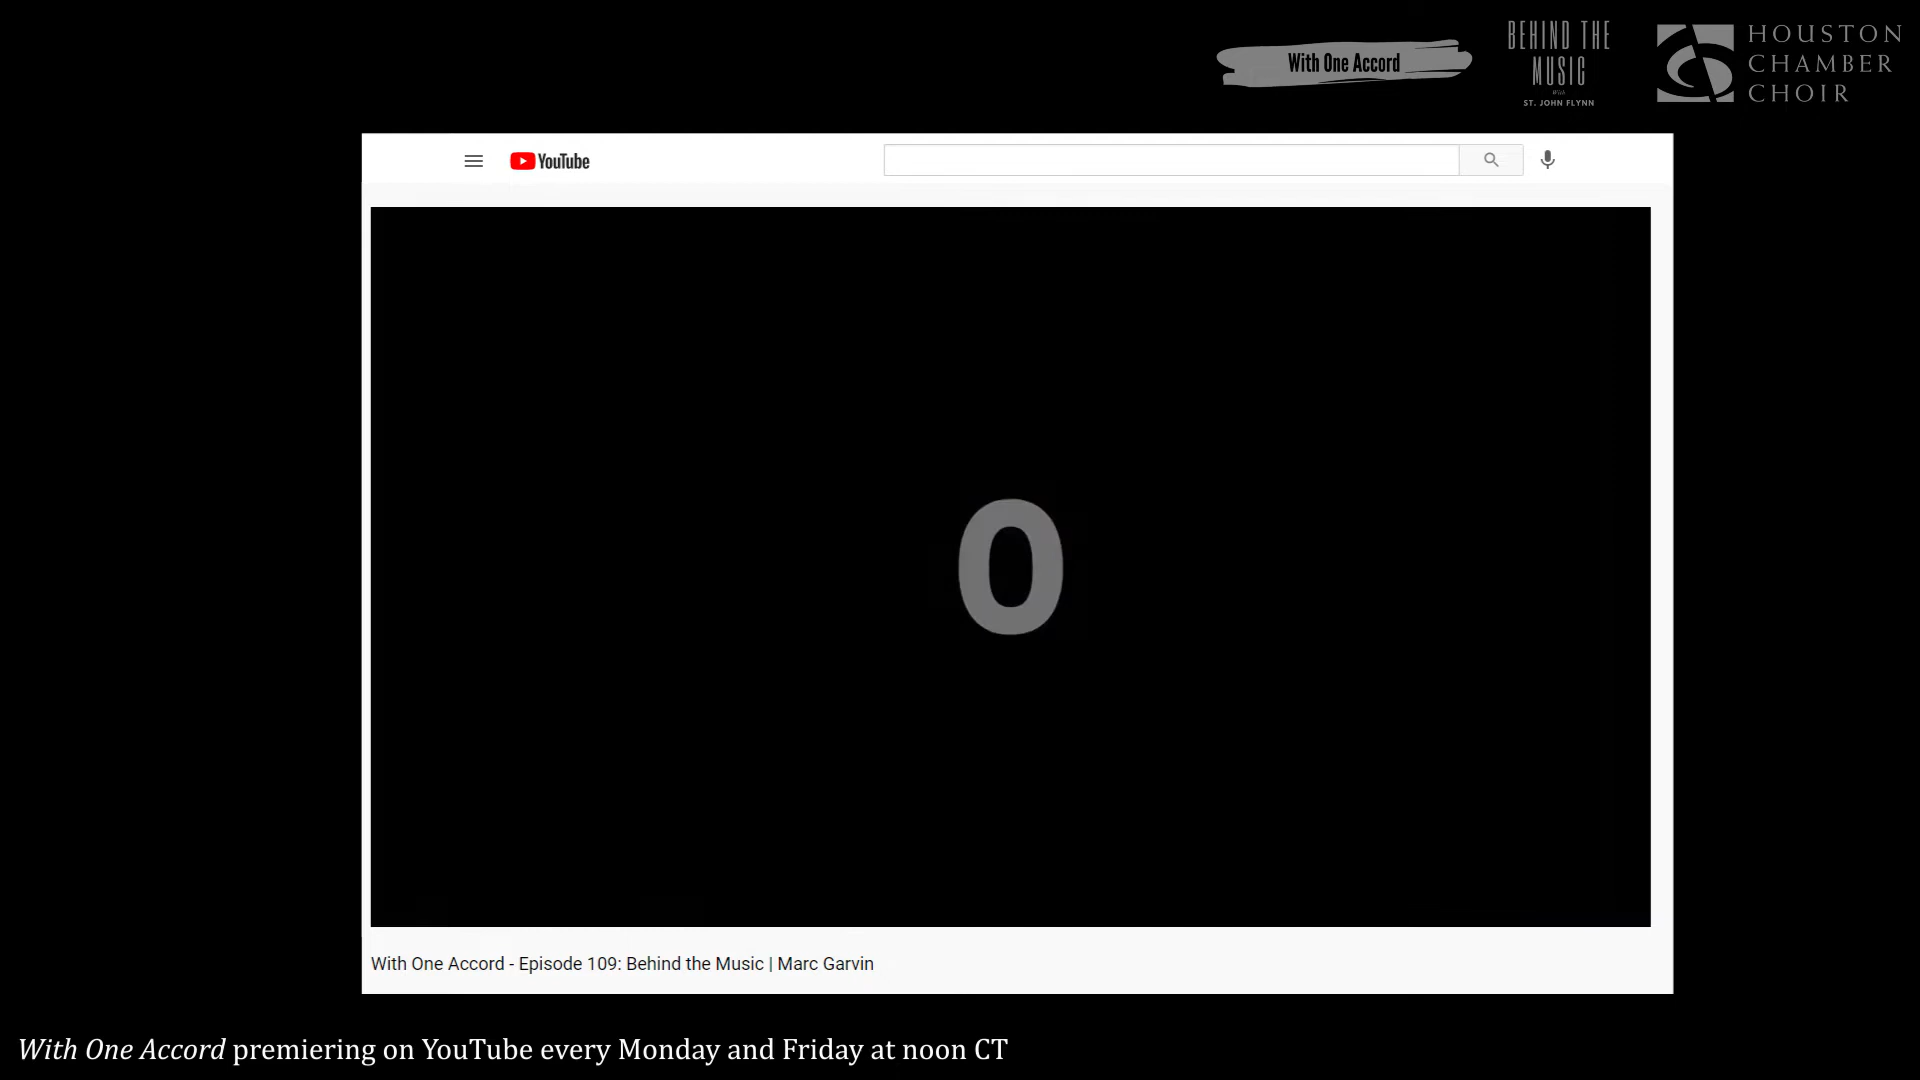 With One Accord
BEHIND THE
MUSIC
With
ST. JOHN FLYNN
HOUSTON
CHAMBER
CHOIR
YouTube
0
With One Accord - Episode 109: Behind the Music | Marc Garvin
With One Accord premiering on YouTube every Monday and Friday at noon CT